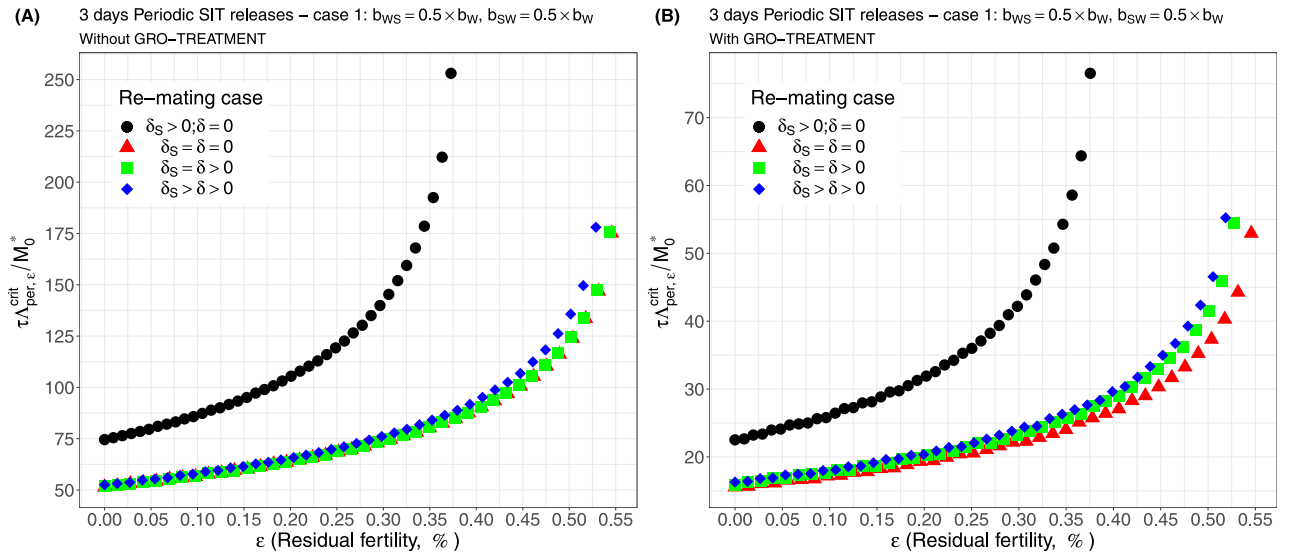 (A)
3 days Periodic SIT releases − case 1: b_WS = 0.5 × b_W, b_SW = 0.5 × b_W
Without GRO−TREATMENT
τΛ^crit_per, ε / M^*_0
250
225
200
175
150
125
100
75
50
Re−mating case
δ_S > 0; δ = 0
δ_S = δ = 0
δ_S = δ > 0
δ_S > δ > 0
0.00 0.05 0.10 0.15 0.20 0.25 0.30 0.35 0.40 0.45 0.50 0.55
ε (Residual fertility, %)
(B)
3 days Periodic SIT releases − case 1: b_WS = 0.5 × b_W, b_SW = 0.5 × b_W
With GRO−TREATMENT
τΛ^crit_per, ε / M^*_0
70
60
50
40
30
20
Re−mating case
δ_S > 0; δ = 0
δ_S = δ = 0
δ_S = δ > 0
δ_S > δ > 0
0.00 0.05 0.10 0.15 0.20 0.25 0.30 0.35 0.40 0.45 0.50 0.55
ε (Residual fertility, %)